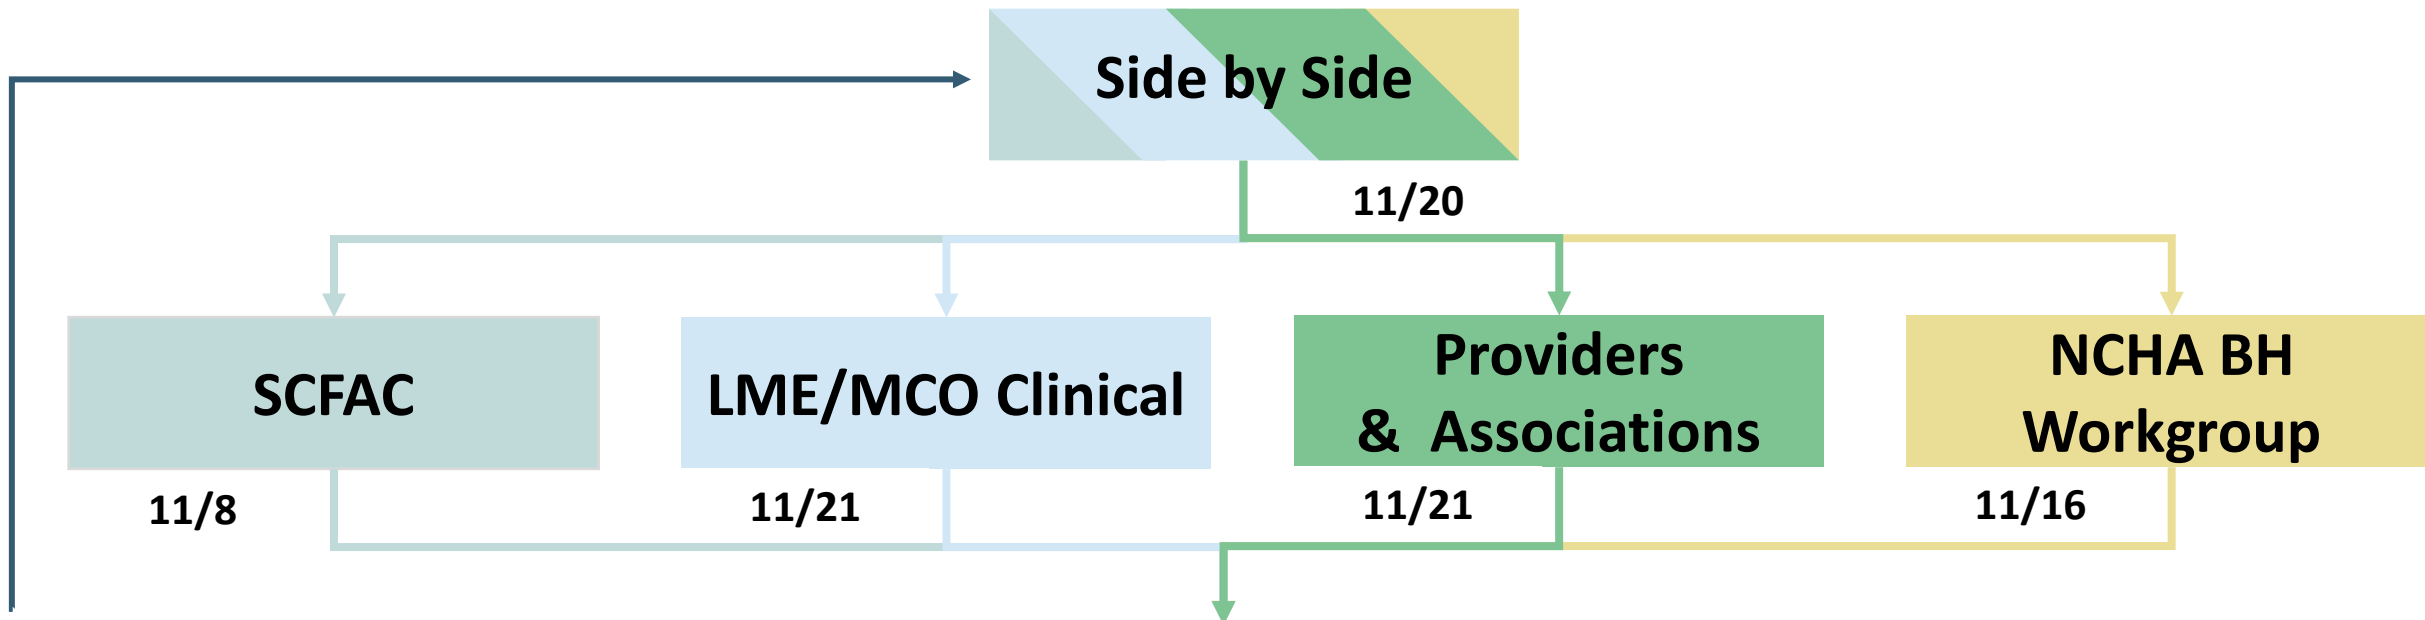 Side by Side
11/20
SCFAC
LME/MCO Clinical
Providers
& Associations
NCHA BH
Workgroup
11/8
11/21
11/21
11/16